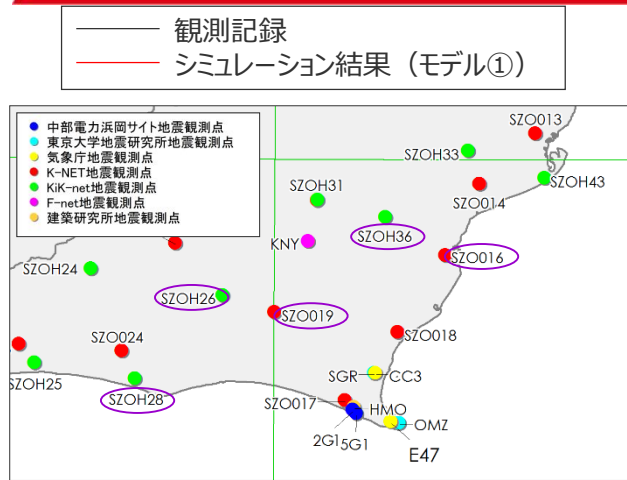 観測記録
シミュレーション結果（モデル①）
中部電力浜岡サイト地震観測点
東京大学地震研究所地震観測点
気象庁地震観測点
K-NET地震観測点
KiK-net地震観測点
F-net地震観測点
建築研究所地震観測点
SZO013
SZOH33
SZOH43
SZOH31
SZO014
SZOH36
KNY
SZO016
SZOH24
SZOH26
SZO019
SZO024
SZO018
SZOH25
SGR
CC3
SZOH28
SZO017
HMO
OMZ
2G1
5G1
E47